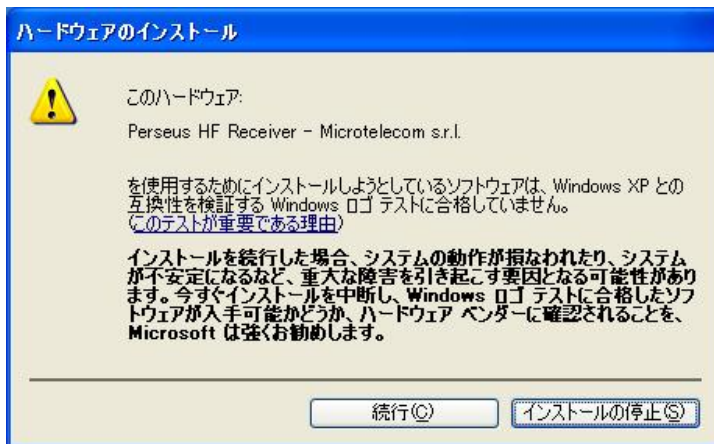 ハードウェアのインストール
このハードウェア:
Perseus HF Receiver - Microtelecom s.r.l.
を使用するためにインストールしようとしているソフトウェアは、Windows XP との
互換性を検証する Windows ロゴ テストに合格していません。
(このテストが重要である理由)
インストールを続行した場合、システムの動作が損なわれたり、システム
が不安定になるなど、重大な障害を引き起こす要因となる可能性があり
ます。今すぐインストールを中断し、Windows ロゴ テストに合格したソフ
トウェアが入手可能かどうか、ハードウェア ベンダーに確認されることを、
Microsoft は強くお勧めします。
続行(C) インストールの停止(S)